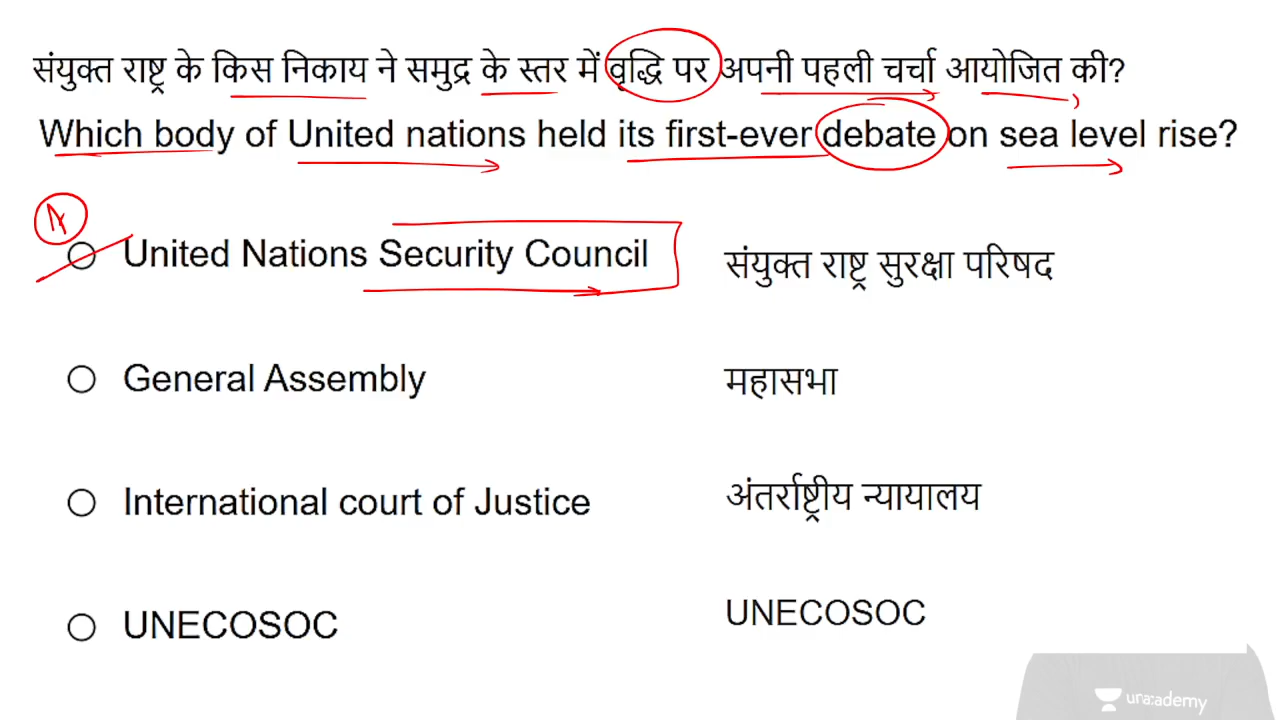 संयुक्त राष्ट्र के किस निकाय ने समुद्र के स्तर में वृद्धि पर अपनी पहली चर्चा आयोजित की?
Which body of United nations held its first-ever debate on sea level rise?
A
United Nations Security Council संयुक्त राष्ट्र सुरक्षा परिषद
General Assembly महासभा
International court of Justice अंतर्राष्ट्रीय न्यायालय
UNECOSOC UNECOSOC
unacademy